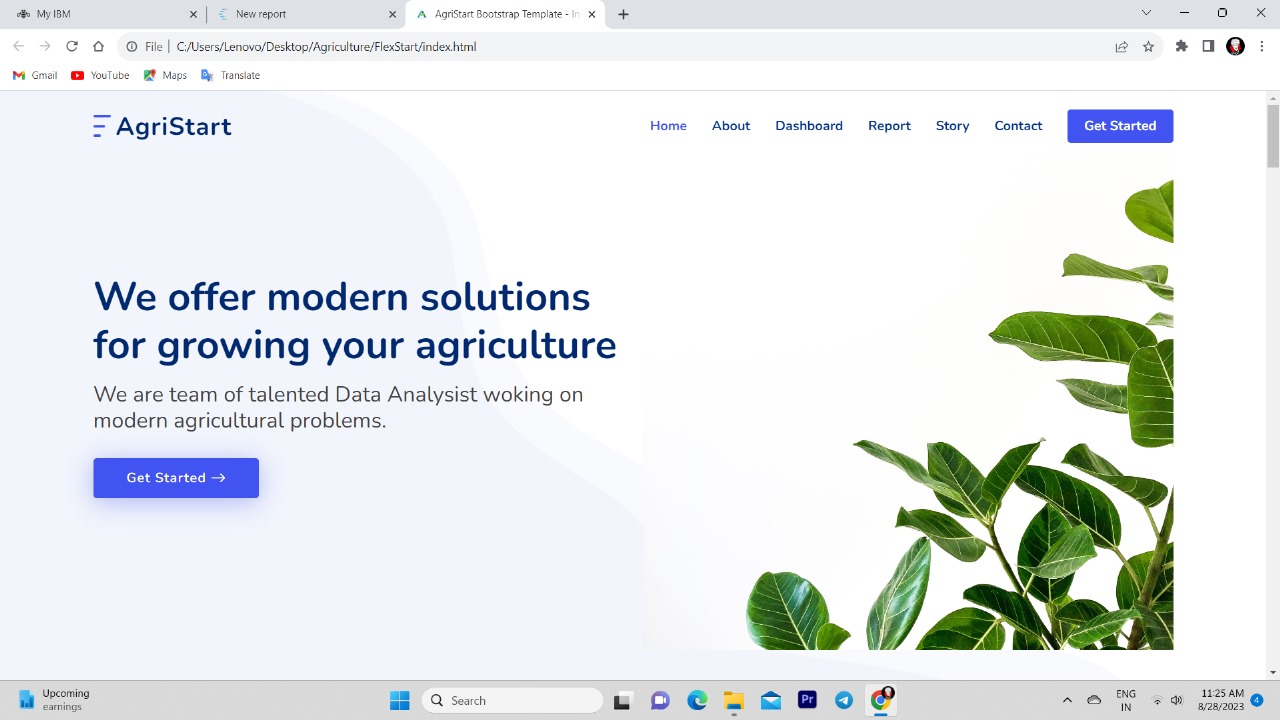 My IBM
New report
AgriStart Bootstrap Template - In
File
C:/Users/Lenovo/Desktop/Agriculture/FlexStart/index.html
Gmail
YouTube
Maps
Translate
AgriStart
Home
About
Dashboard
Report
Story
Contact
Get Started
We offer modern solutions
for growing your agriculture
We are team of talented Data Analysist woking on
modern agricultural problems.
Get Started →
Upcoming
earnings
Search
Pr
ENG
IN
11:25 AM
8/28/2023
4